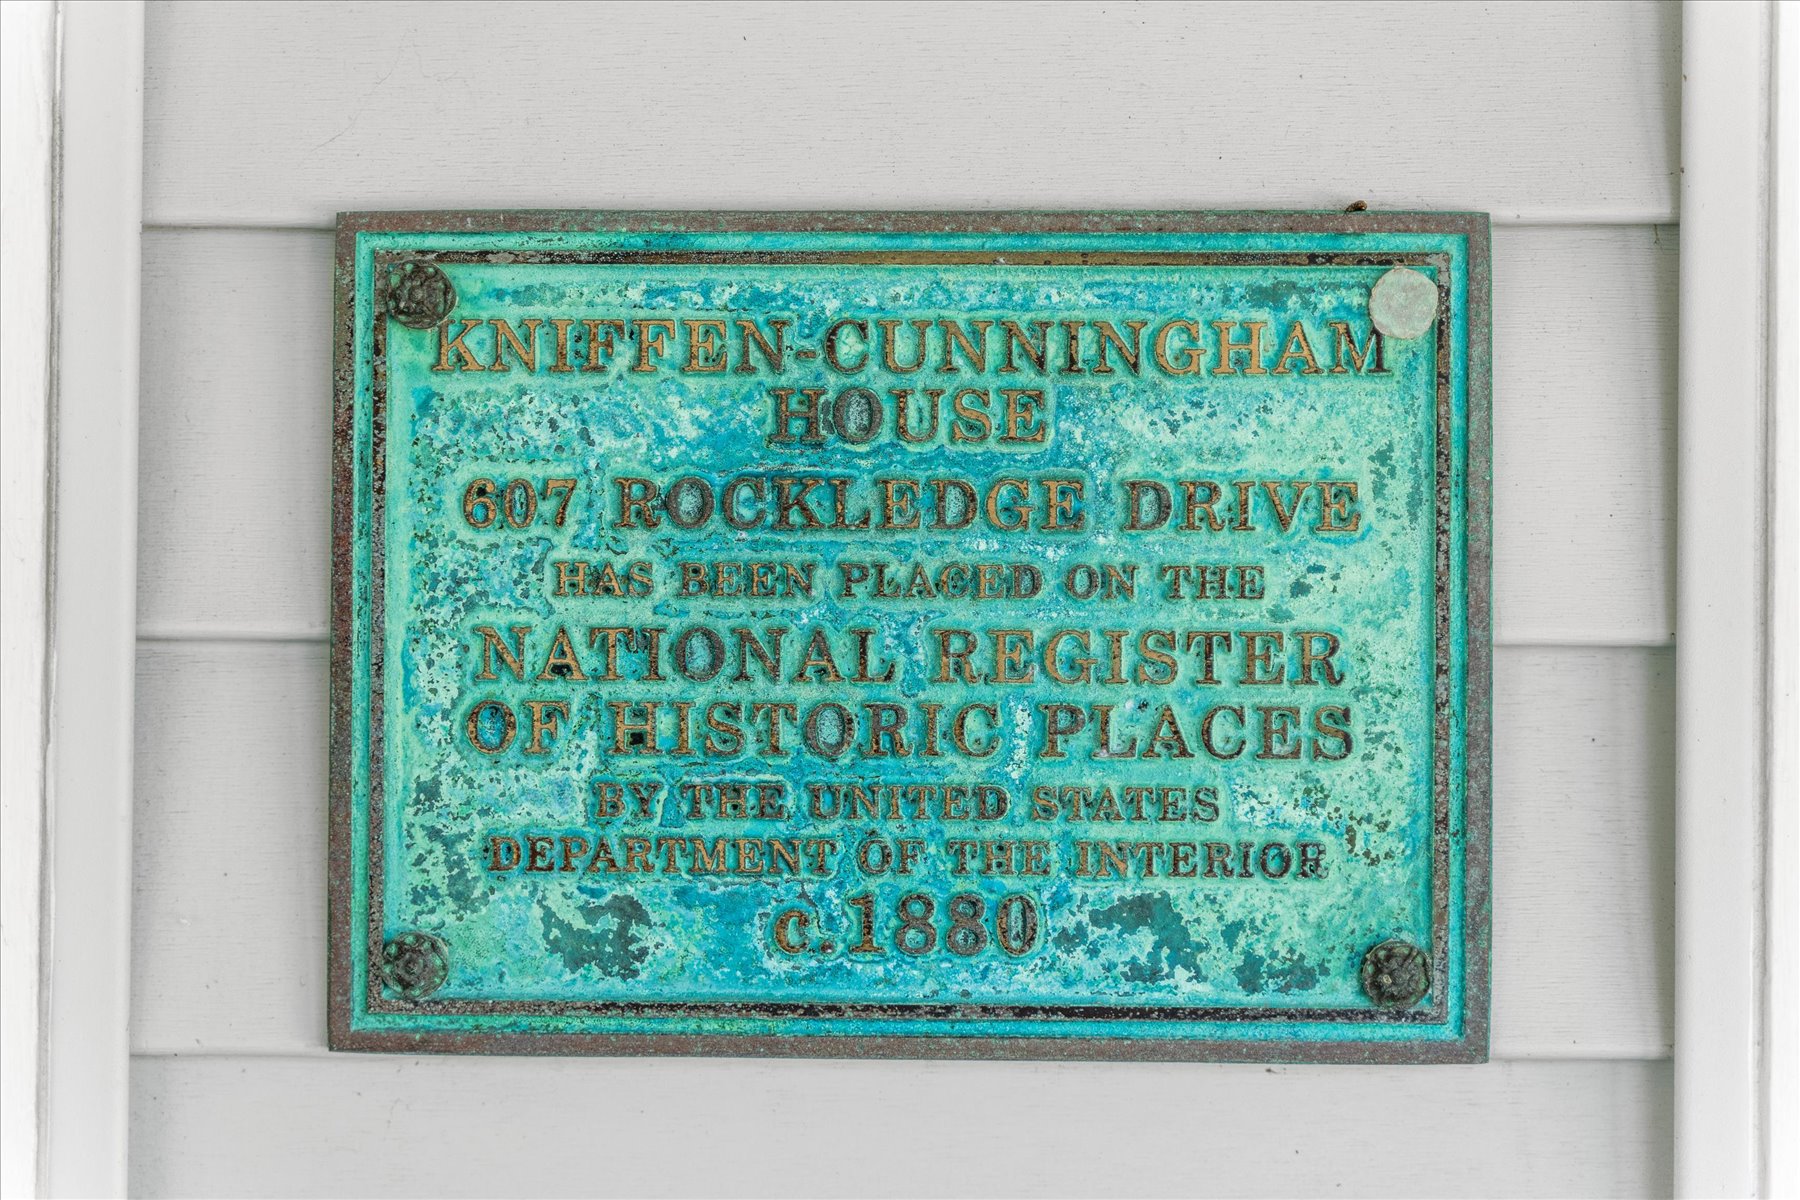 KNIFFEN-CUNNINGHAM
HOUSE
607 ROCKLEDGE DRIVE
HAS BEEN PLACED ON THE
NATIONAL REGISTER
OF HISTORIC PLACES
BY THE UNITED STATES
DEPARTMENT OF THE INTERIOR
c.1880